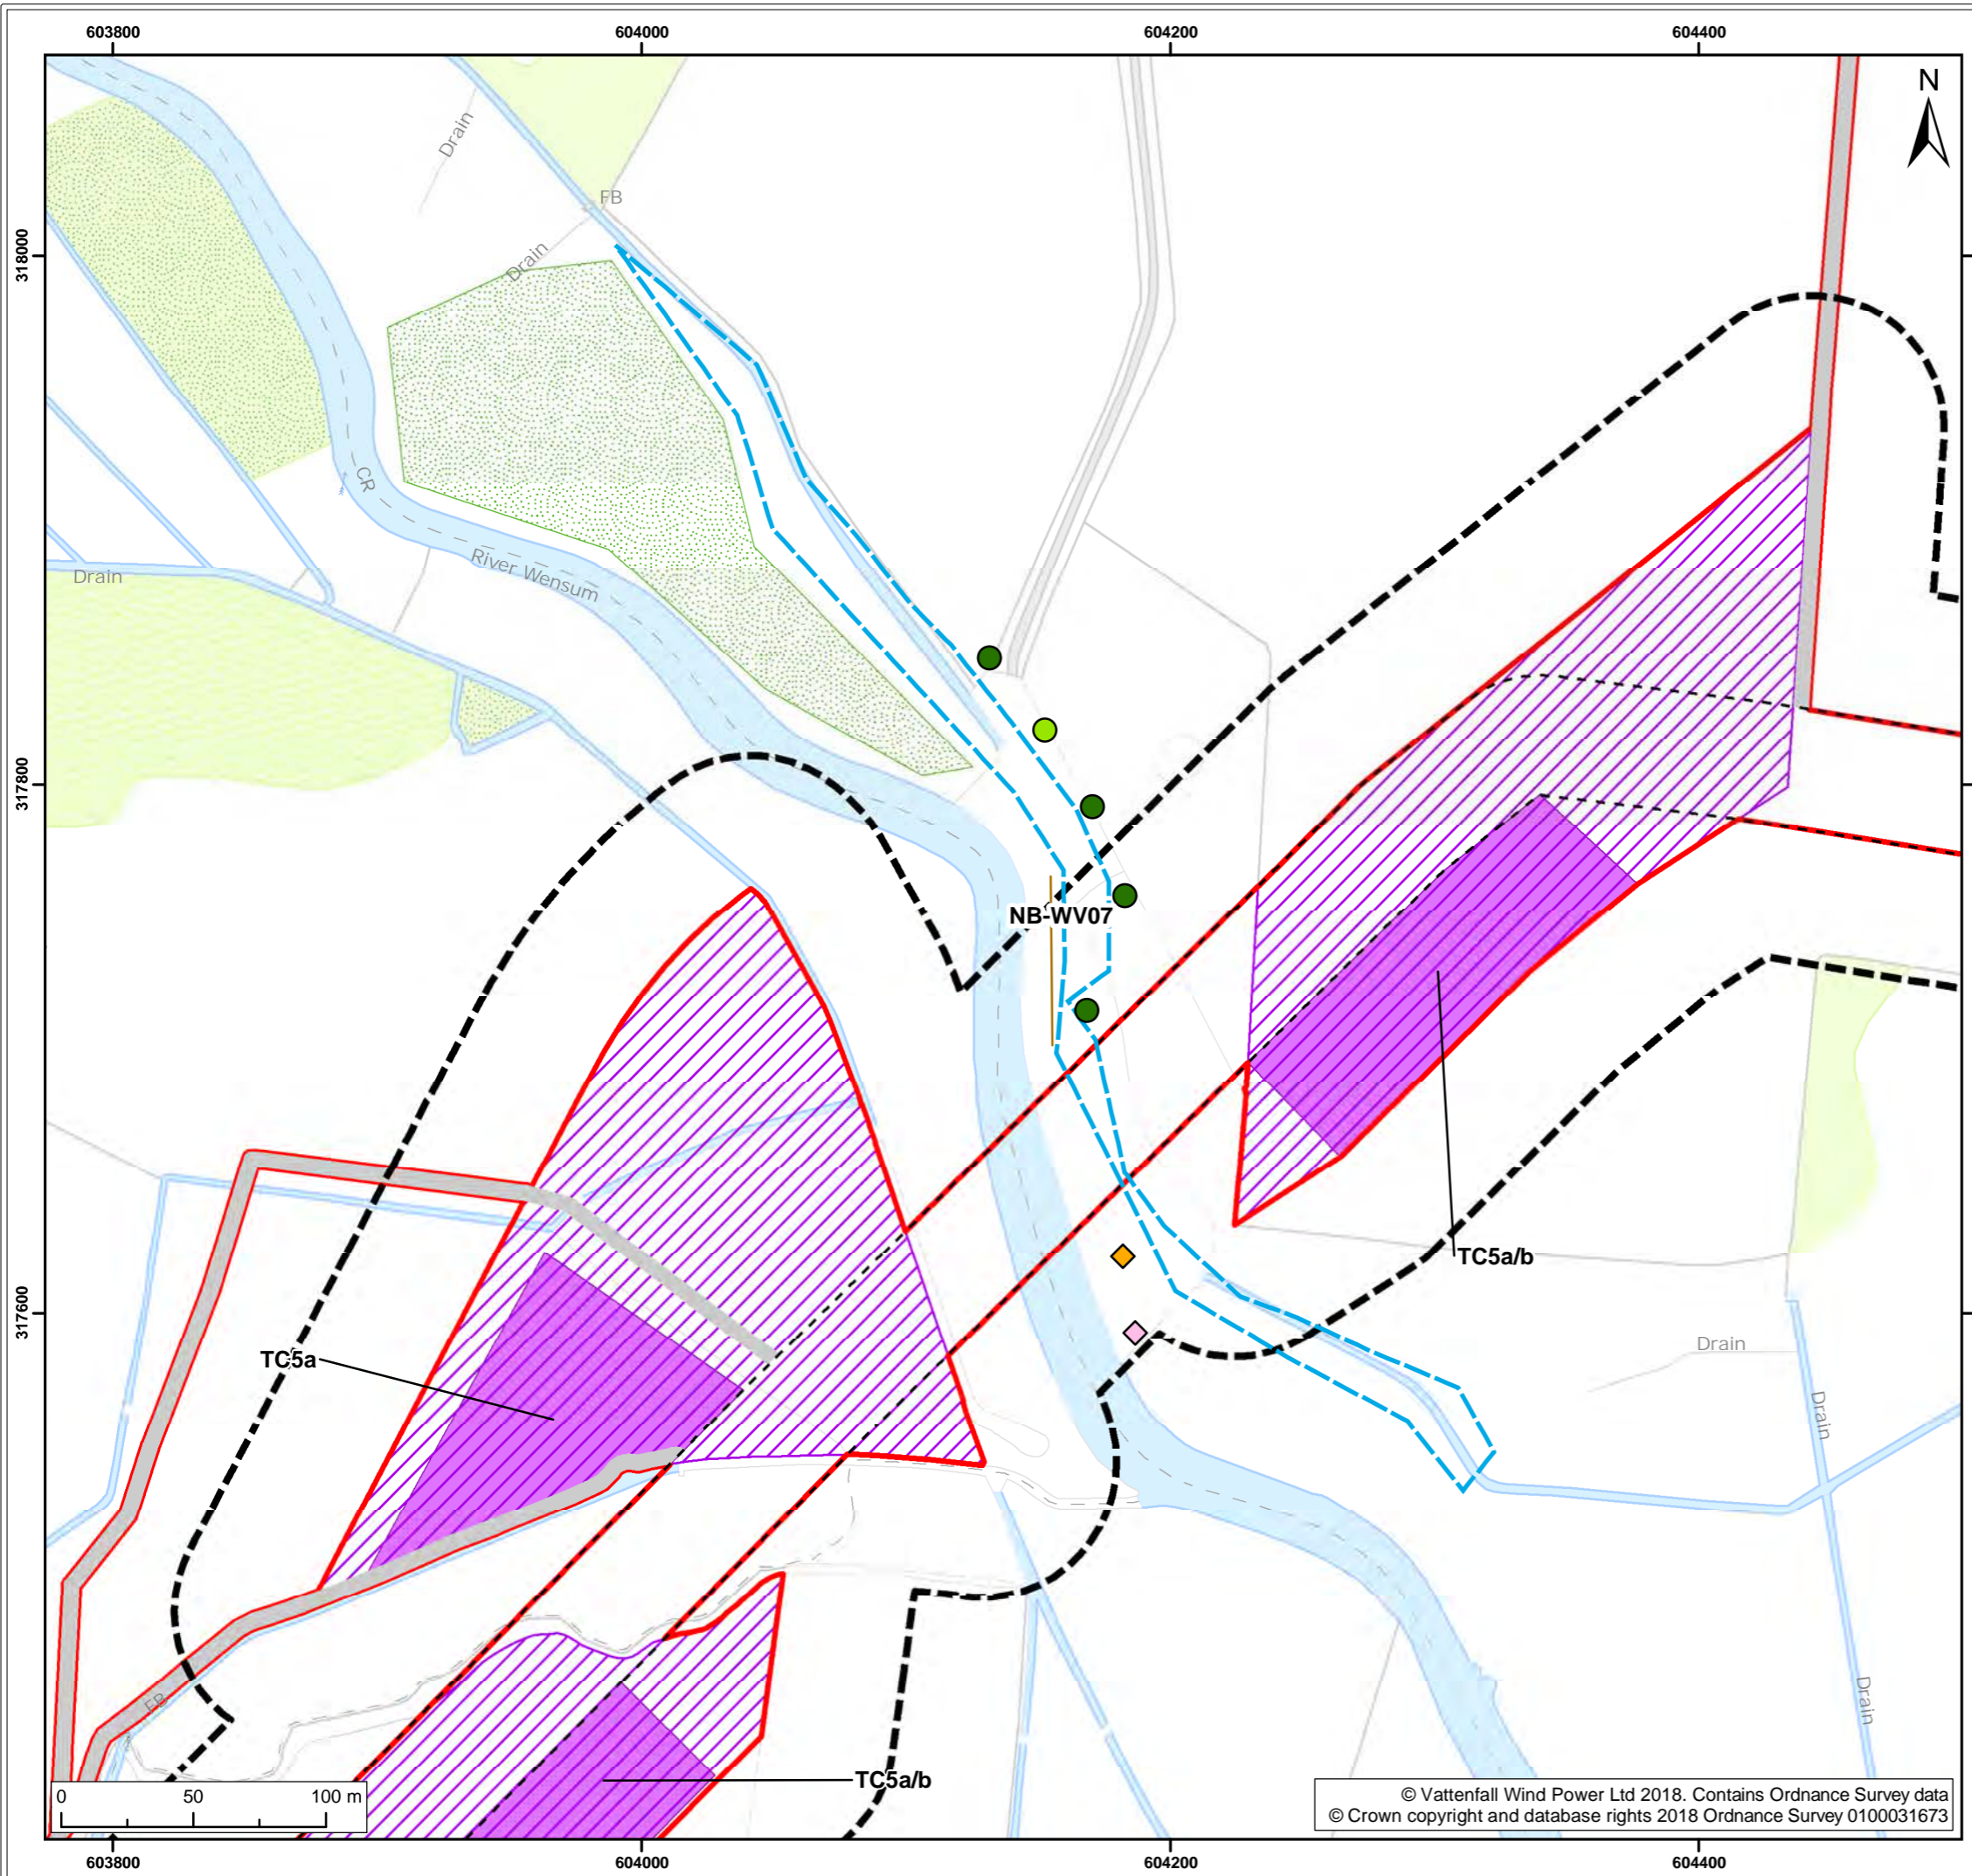 603800
604000
604200
604400
N
Drain
FB
318000
Drain
CR
River Wensum
Drain
317800
NB-WV07
TC5a/b
317600
Drain
TC5a
Drain
Drain
FB
TC5a/b
0
50
100 m
© Vattenfall Wind Power Ltd 2018. Contains Ordnance Survey data
© Crown copyright and database rights 2018 Ordnance Survey 0100031673
603800
604000
604200
604400